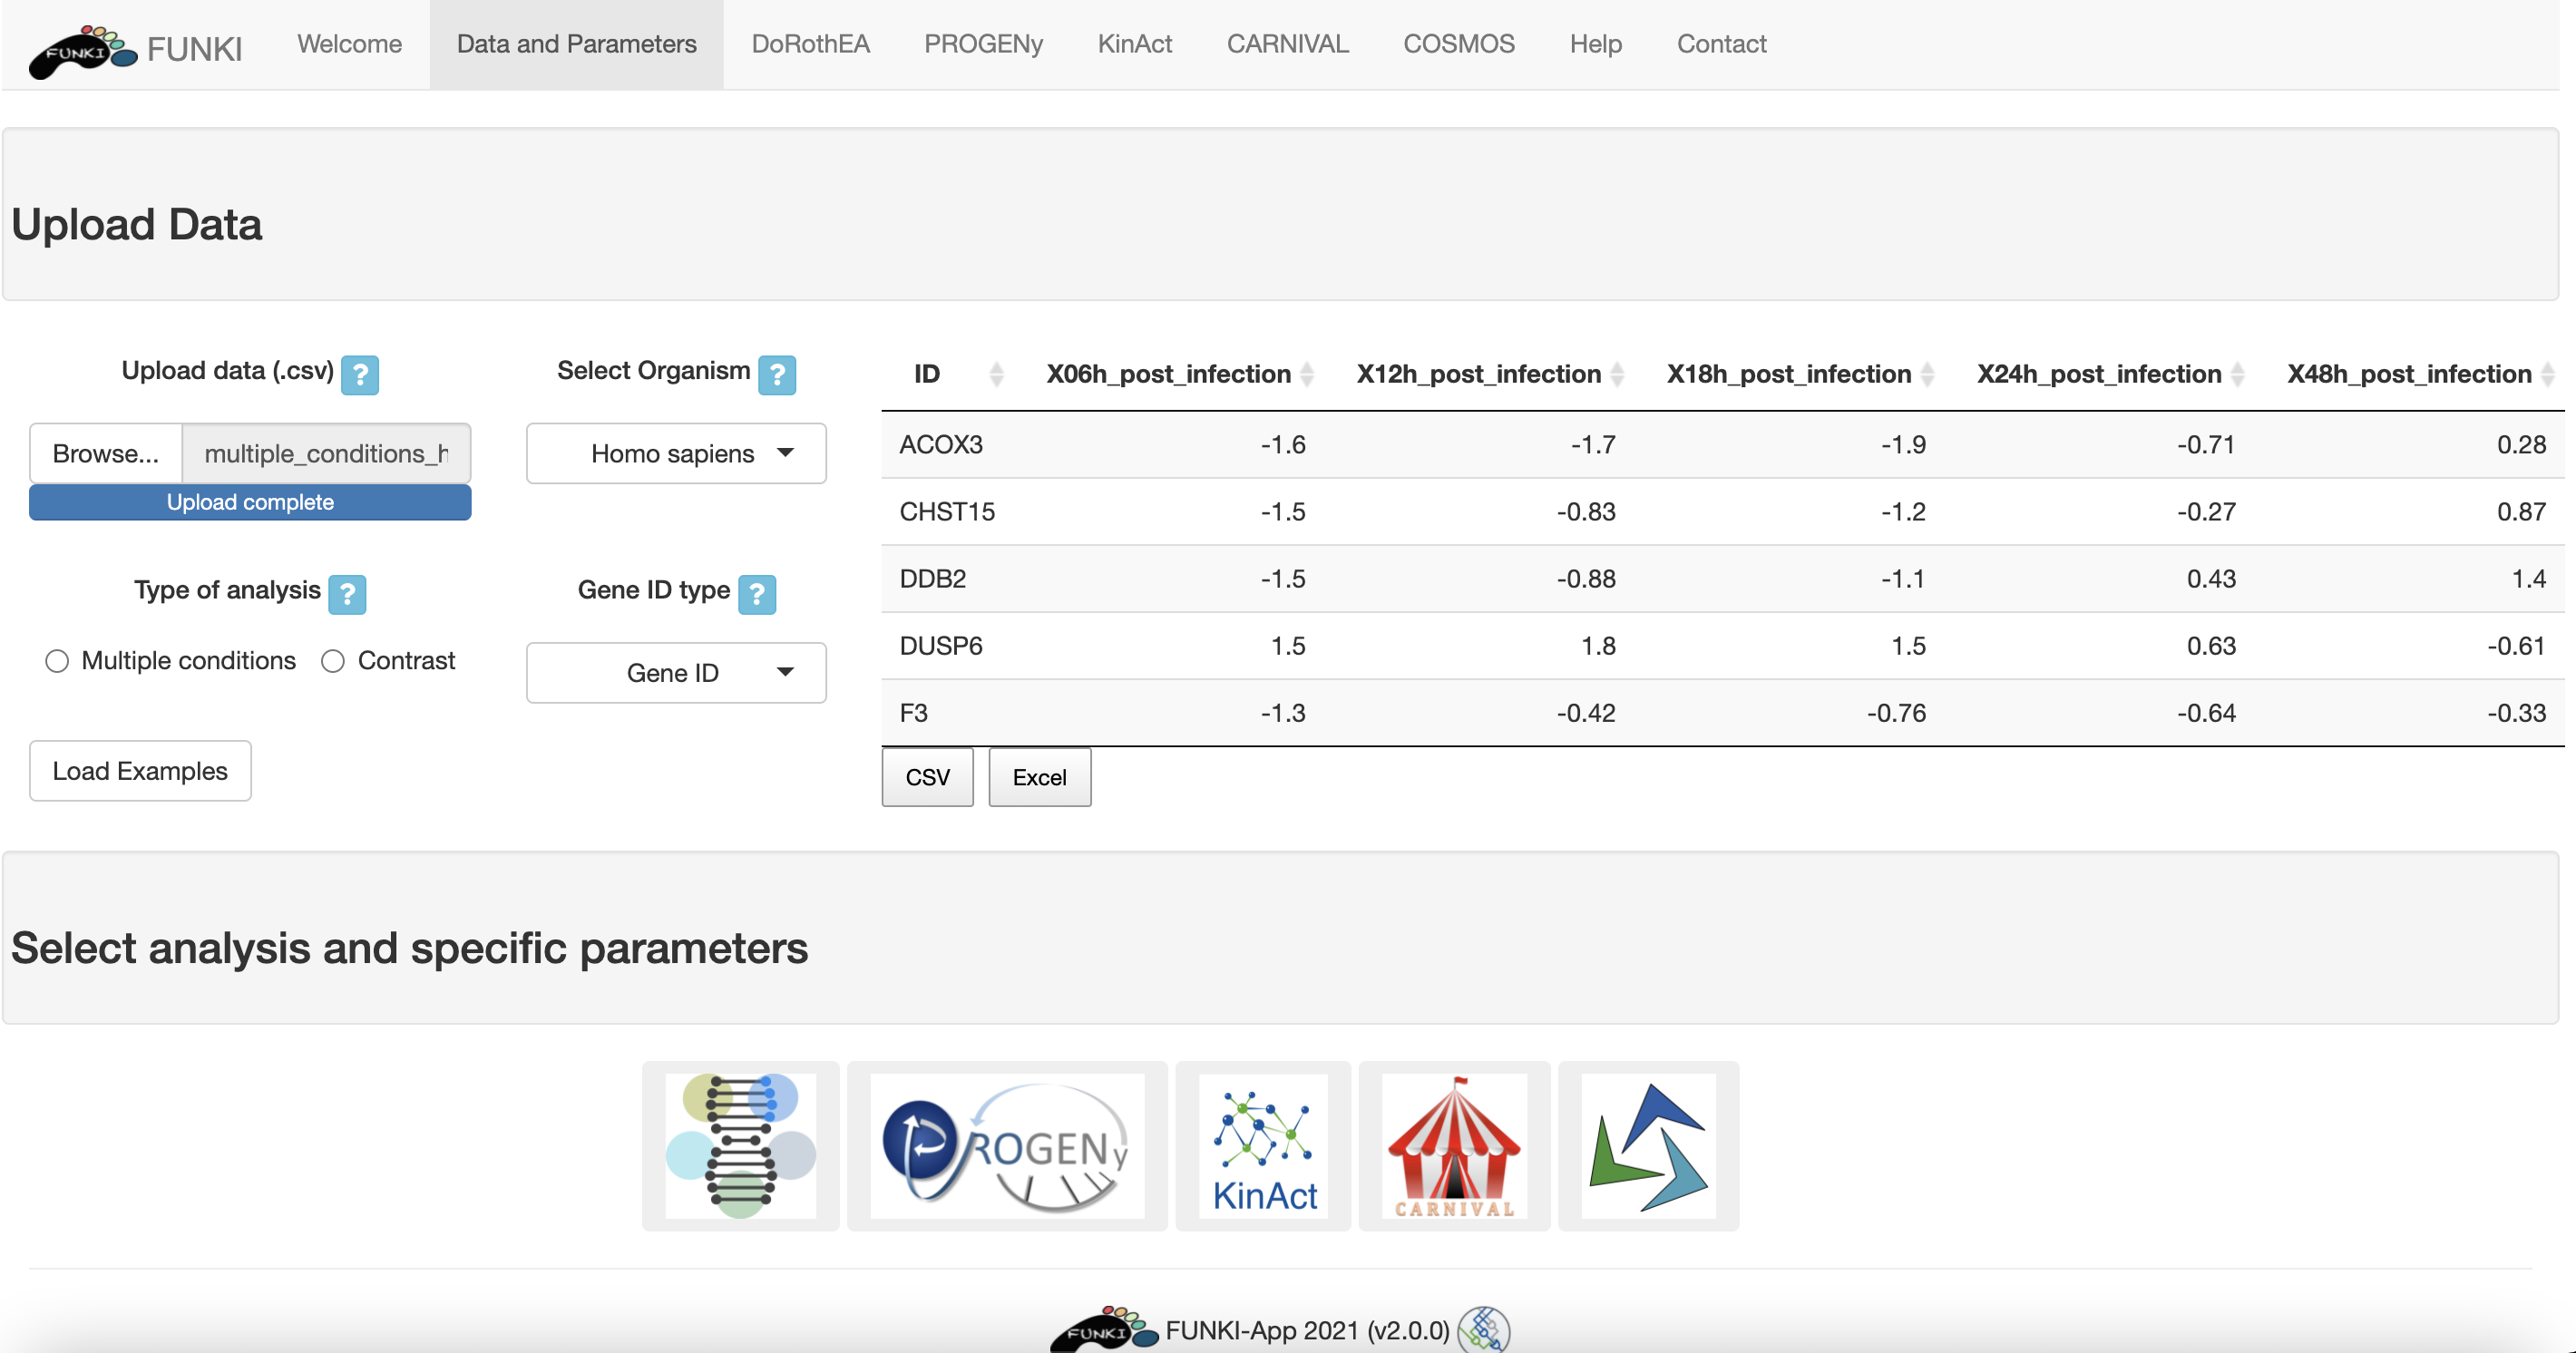 FUNKI FUNKI Welcome Data and Parameters DoRothEA PROGENy KinAct CARNIVAL COSMOS Help Contact
Upload Data
Upload data (.csv) ? Select Organism ?
Browse... multiple_conditions_h Homo sapiens
Upload complete
Type of analysis ? Gene ID type ?
Multiple conditions Contrast Gene ID
Load Examples
ID X06h_post_infection X12h_post_infection X18h_post_infection X24h_post_infection X48h_post_infection
ACOX3 -1.6 -1.7 -1.9 -0.71 0.28
CHST15 -1.5 -0.83 -1.2 -0.27 0.87
DDB2 -1.5 -0.88 -1.1 0.43 1.4
DUSP6 1.5 1.8 1.5 0.63 -0.61
F3 -1.3 -0.42 -0.76 -0.64 -0.33
CSV Excel
Select analysis and specific parameters
PROGENy KinAct CARNIVAL
FUNKI FUNKI-App 2021 (v2.0.0)